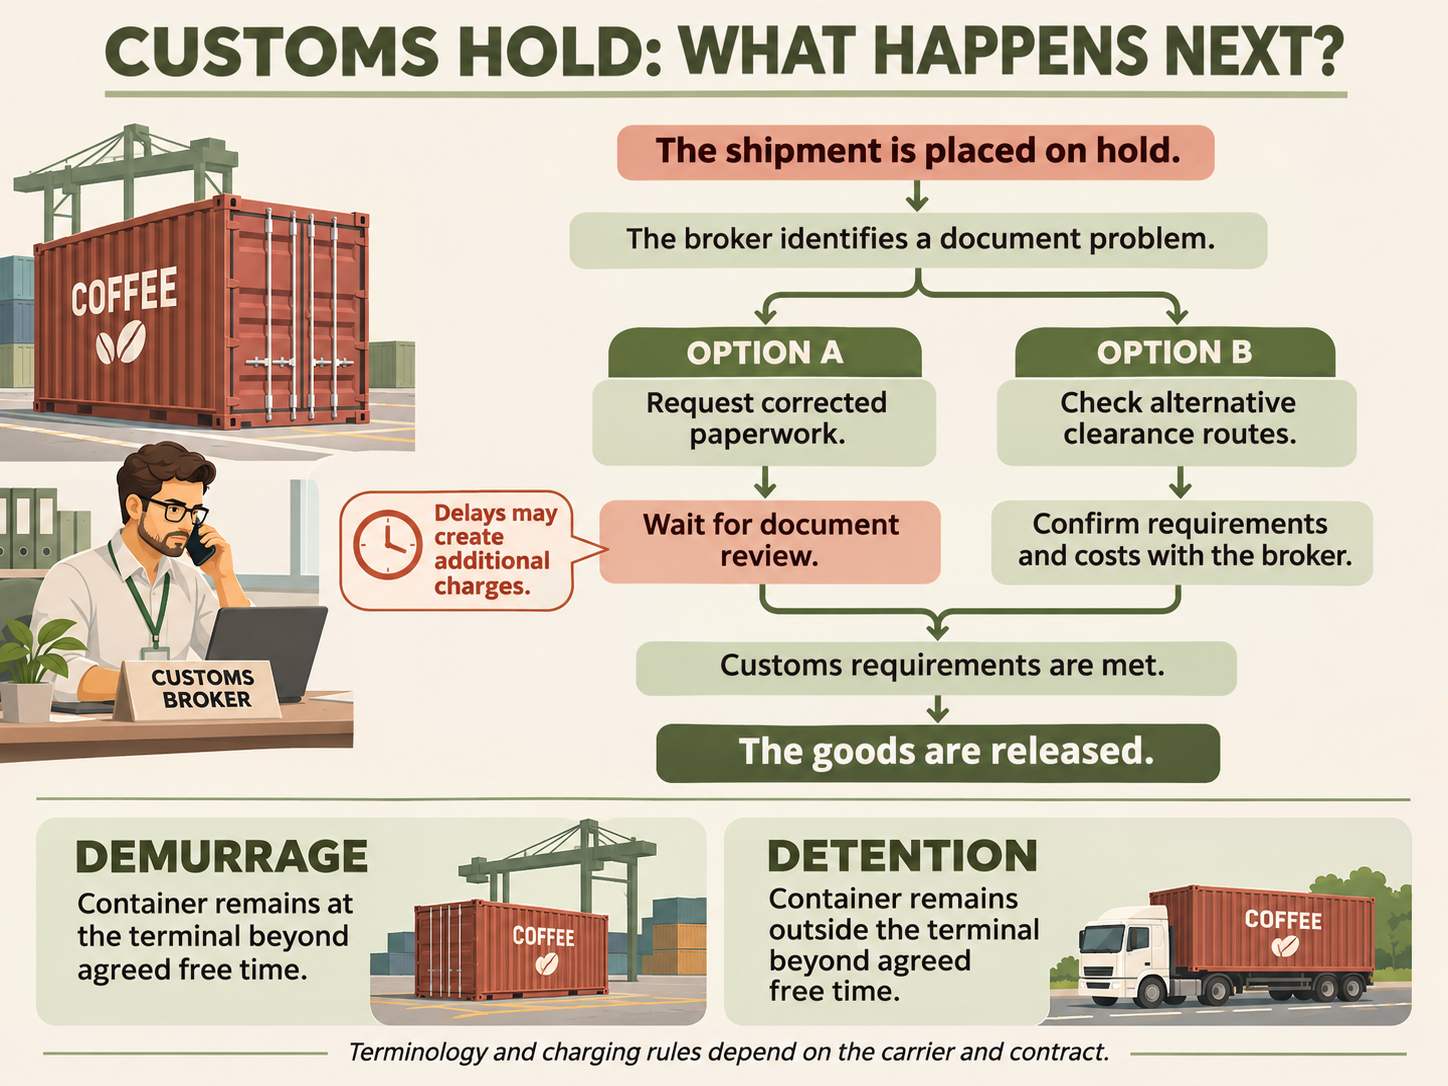 CUSTOMS HOLD: WHAT HAPPENS NEXT?
COFFEE
The shipment is placed on hold.
The broker identifies a document problem.
OPTION A
Request corrected
paperwork.
Wait for document
review.
Delays may
create
additional
charges.
OPTION B
Check alternative
clearance routes.
Confirm requirements
and costs with the broker.
CUSTOMS
BROKER
Customs requirements are met.
The goods are released.
DEMURRAGE
Container remains at
the terminal beyond
agreed free time.
COFFEE
DETENTION
Container remains
outside the terminal
beyond agreed
free time.
COFFEE
Terminology and charging rules depend on the carrier and contract.